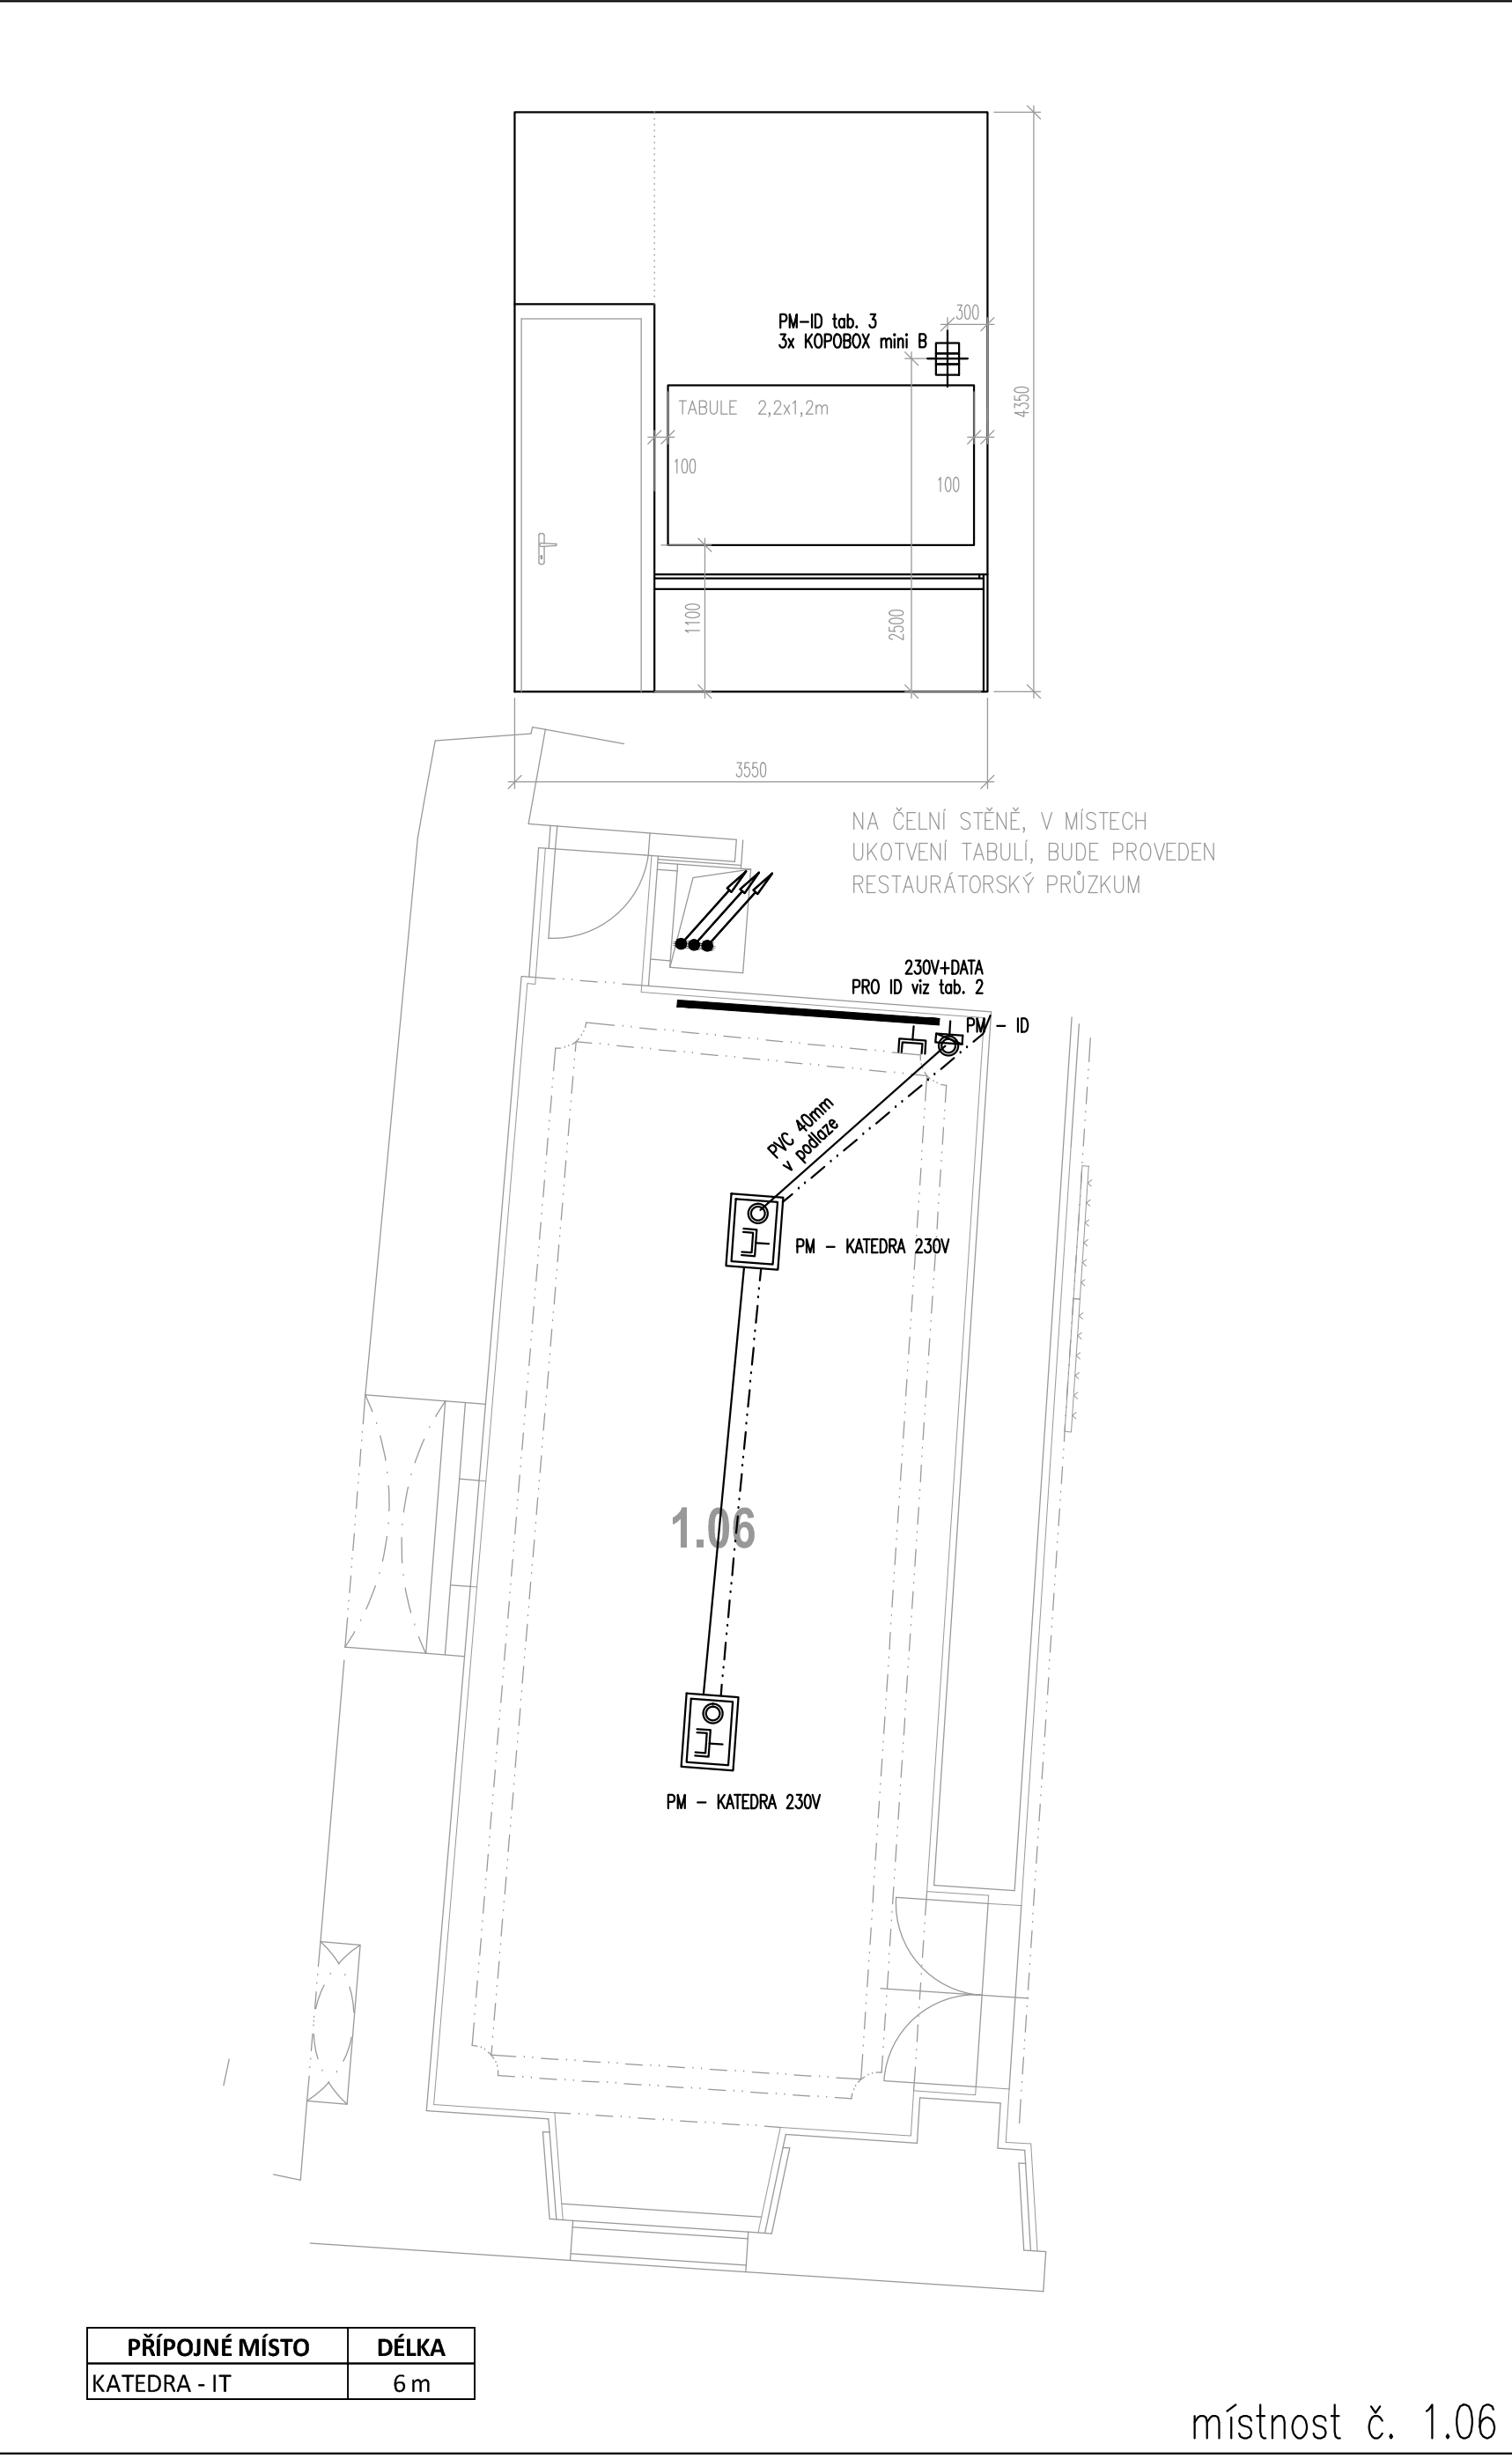 PM-ID tab. 3
3x KOPOBOX mini B
300
TABULE 2,2x1,2m
4350
100
100
1100
2500
3550
NA ČELNÍ STĚNĚ, V MÍSTECH
UKOTVENÍ TABULÍ, BUDE PROVEDEN
RESTAURÁTORSKÝ PRŮZKUM
230V+DATA
PRO ID viz tab. 2
PM - ID
PVC 40mm
v podlaze
PM - KATEDRA 230V
1.06
PM - KATEDRA 230V
PŘÍPOJNÉ MÍSTO DÉLKA
KATEDRA - IT 6 m
místnost č. 1.06